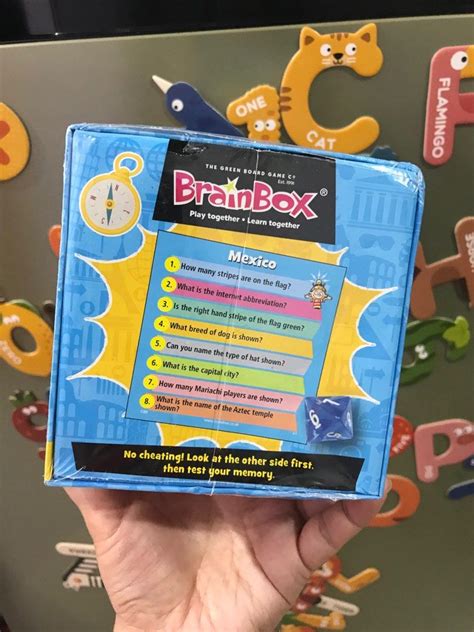 ONE
CAT
FLAMINGO
THE GREEN BOARD GAME Cº
Est. 1991
BrainBox®
Play together • Learn together
Mexico
1. How many stripes are on the flag?
2. What is the internet abbreviation?
3. Is the right hand stripe of the flag green?
4. What breed of dog is shown?
5. Can you name the type of hat shown?
6. What is the capital city?
7. How many Mariachi players are shown?
8. What is the name of the Aztec temple
shown?
No cheating! Look at the other side first,
then test your memory.